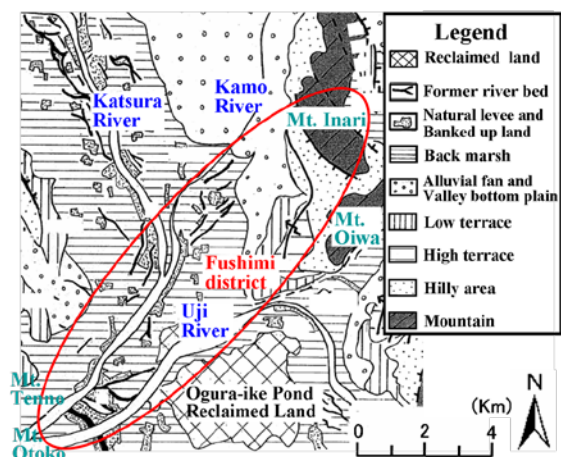 Legend
Reclaimed land
Former river bed
Natural levee and
Banked up land
Back marsh
Alluvial fan and
Valley bottom plain
Low terrace
High terrace
Hilly area
Mountain
Kamo
River
Katsura
River
Mt. Inari
Mt.
Oiwa
Fushimi
district
Uji
River
Mt.
Tenno
Mt.
Otoko
Ogura-ike Pond
Reclaimed Land
N
(Km)
0 2 4